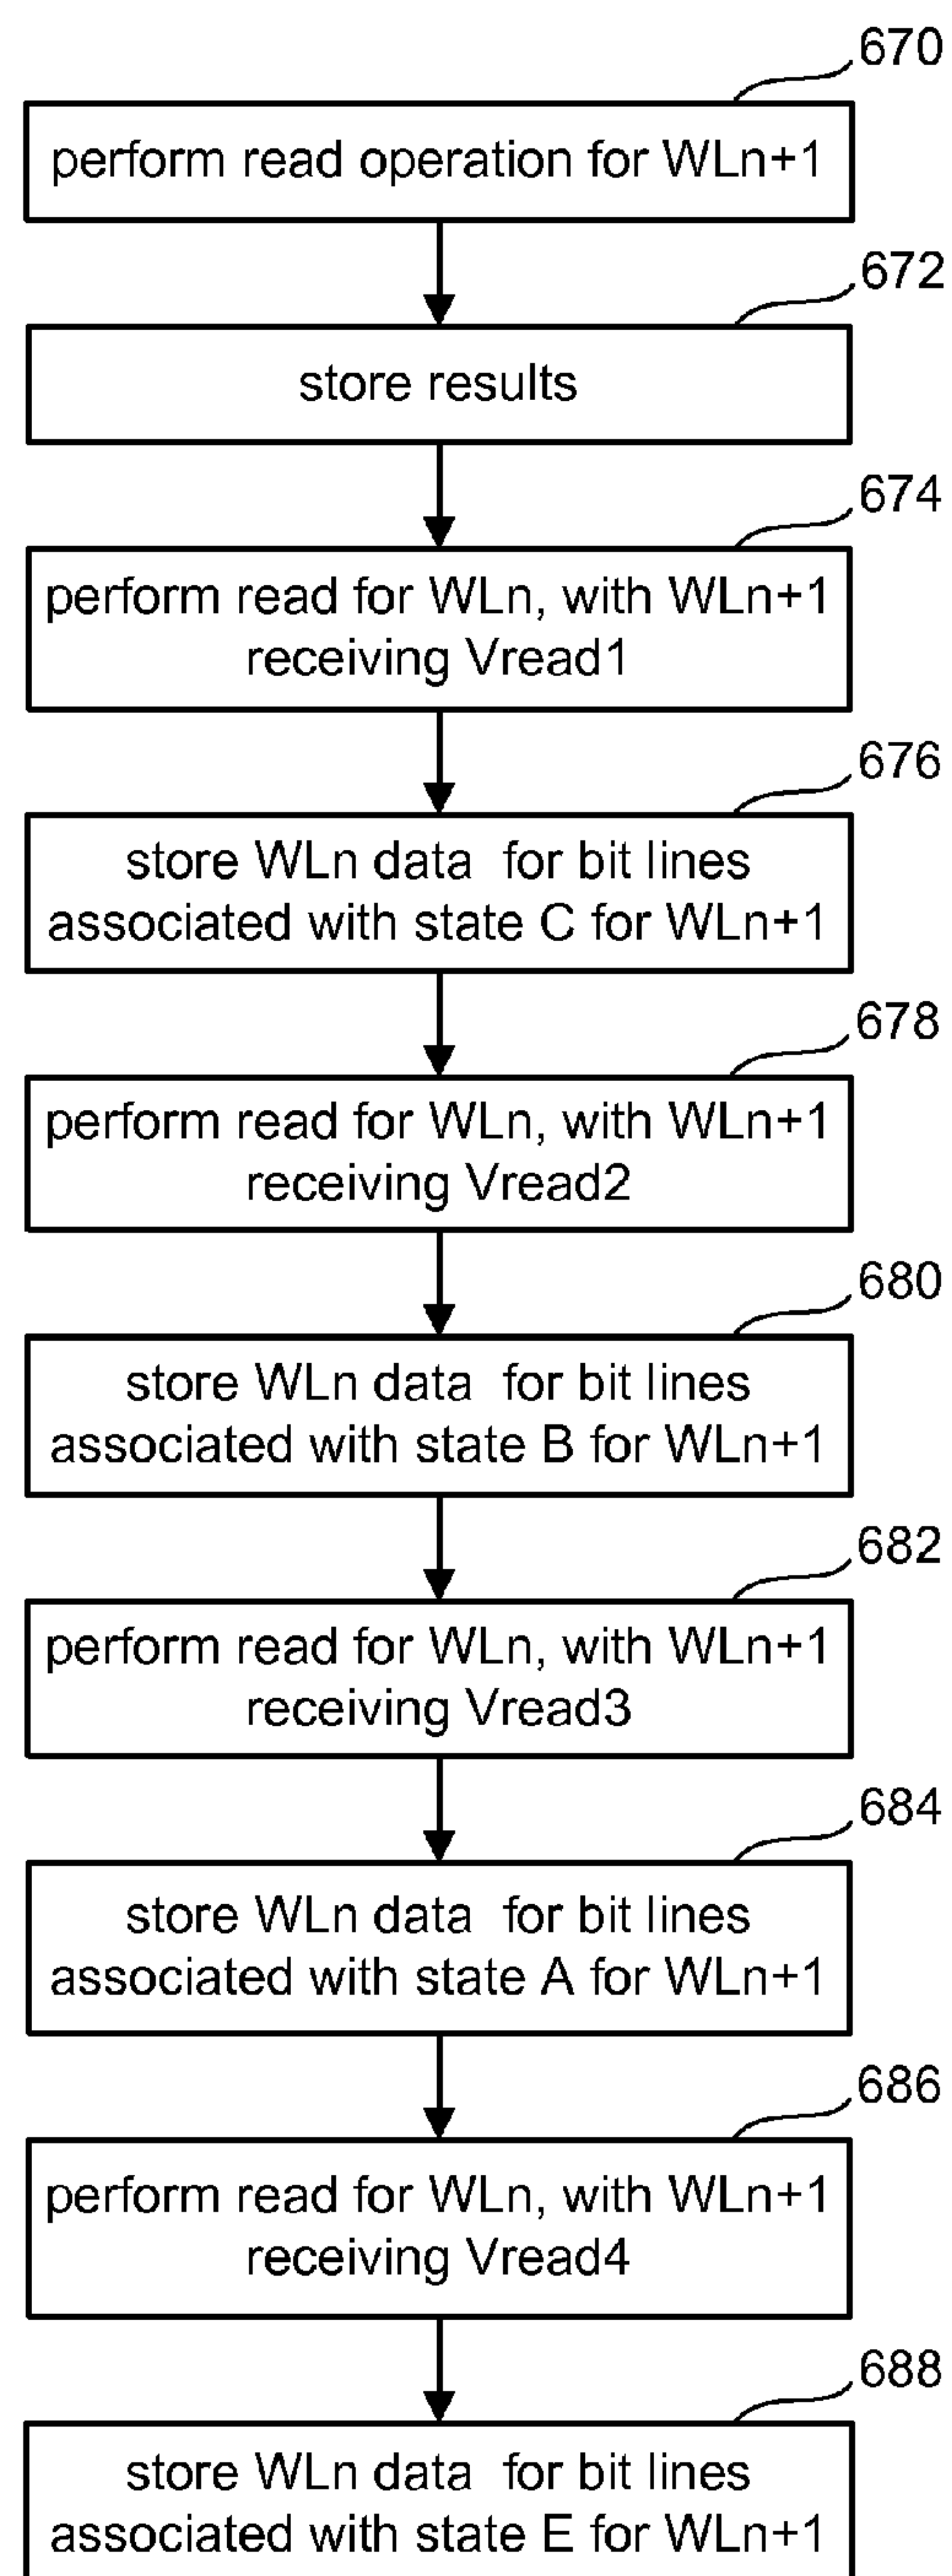 670
perform read operation for WLn+1
672
store results
674
perform read for WLn, with WLn+1
receiving Vread1
676
store WLn data for bit lines
associated with state C for WLn+1
678
perform read for WLn, with WLn+1
receiving Vread2
680
store WLn data for bit lines
associated with state B for WLn+1
682
perform read for WLn, with WLn+1
receiving Vread3
684
store WLn data for bit lines
associated with state A for WLn+1
686
perform read for WLn, with WLn+1
receiving Vread4
688
store WLn data for bit lines
associated with state E for WLn+1